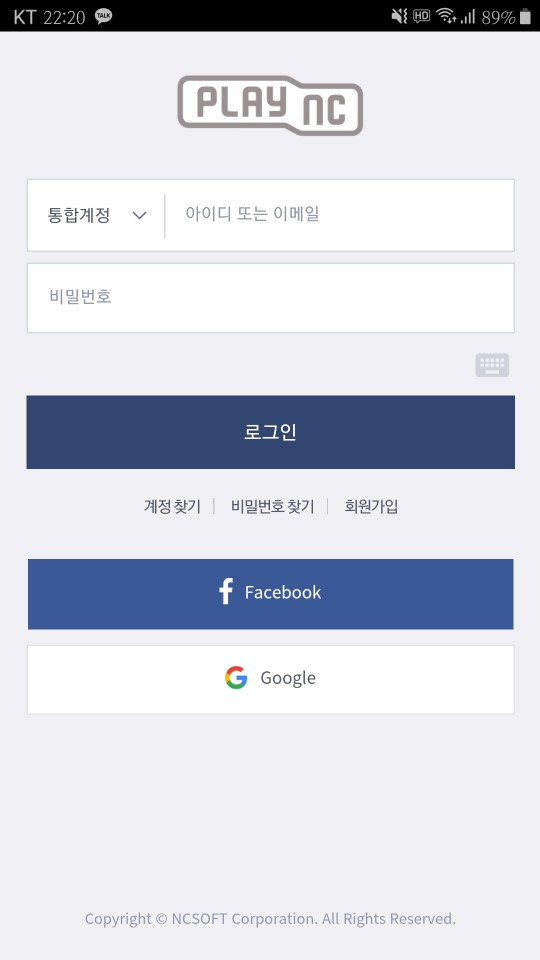 KT 22:20 TALK HD 89%
PLAY nc
통합계정 아이디 또는 이메일
비밀번호
로그인
계정 찾기 비밀번호 찾기 회원가입
Facebook
Google
Copyright © NCSOFT Corporation. All Rights Reserved.